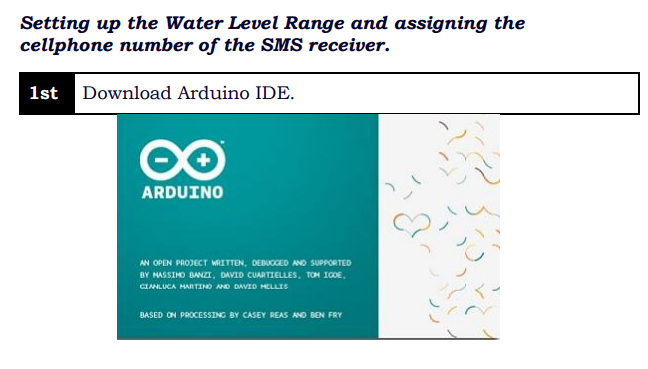 Setting up the Water Level Range and assigning the
cellphone number of the SMS receiver.
1st Download Arduino IDE.
ARDUINO
AN OPEN PROJECT WRITTEN, DEBUGGED AND SUPPORTED
BY MASSIMO BANZI, DAVID CUARTIELLES, TOM IGOE,
GIANLUCA MARTINO AND DAVID MELLIS
BASED ON PROCESSING BY CASEY REAS AND BEN FRY